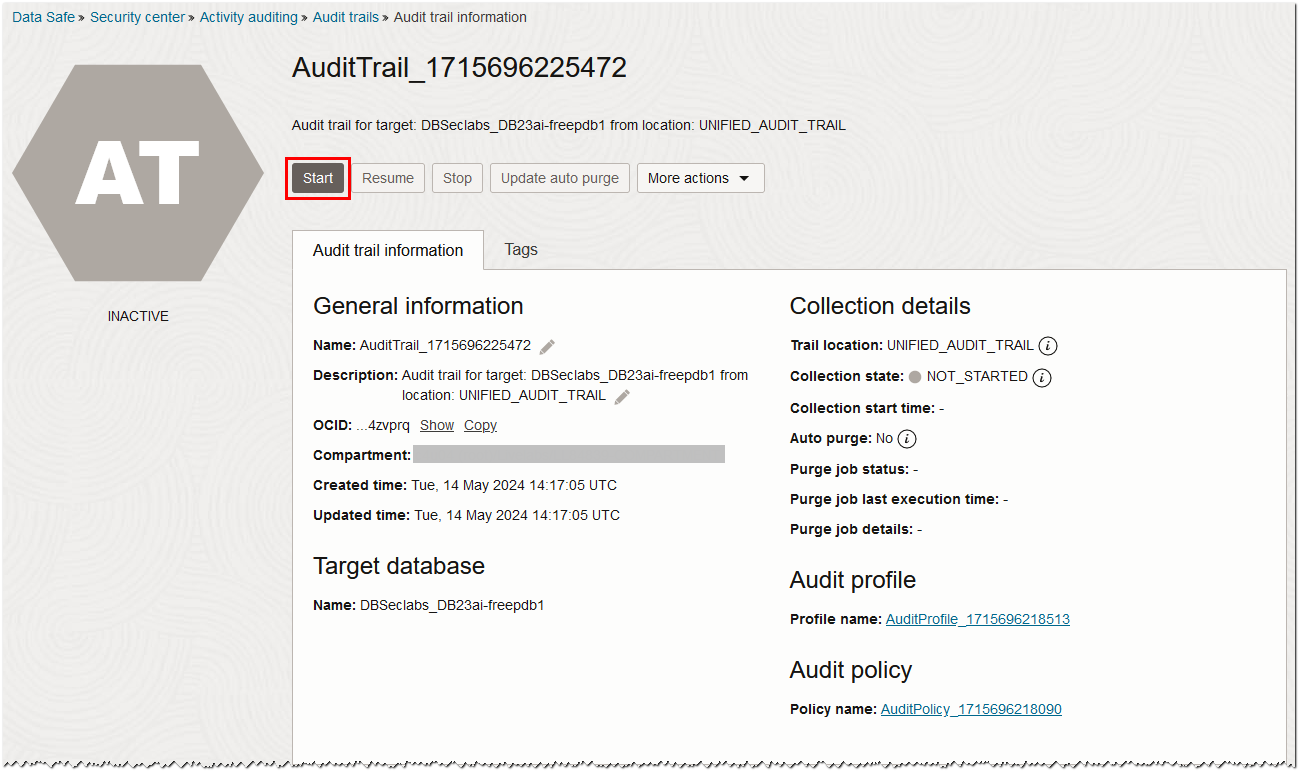 Data Safe » Security center » Activity auditing » Audit trails » Audit trail information
AuditTrail_1715696225472
AT
INACTIVE
Audit trail for target: DBSeclabs_DB23ai-freepdb1 from location: UNIFIED_AUDIT_TRAIL
Start Resume Stop Update auto purge More actions
Audit trail information Tags
General information
Name: AuditTrail_1715696225472
Description: Audit trail for target: DBSeclabs_DB23ai-freepdb1 from
location: UNIFIED_AUDIT_TRAIL
OCID: ...4zvprq Show Copy
Compartment:
Created time: Tue, 14 May 2024 14:17:05 UTC
Updated time: Tue, 14 May 2024 14:17:05 UTC
Target database
Name: DBSeclabs_DB23ai-freepdb1
Collection details
Trail location: UNIFIED_AUDIT_TRAIL i
Collection state: NOT_STARTED i
Collection start time: -
Auto purge: No i
Purge job status: -
Purge job last execution time: -
Purge job details: -
Audit profile
Profile name: AuditProfile_1715696218513
Audit policy
Policy name: AuditPolicy_1715696218090